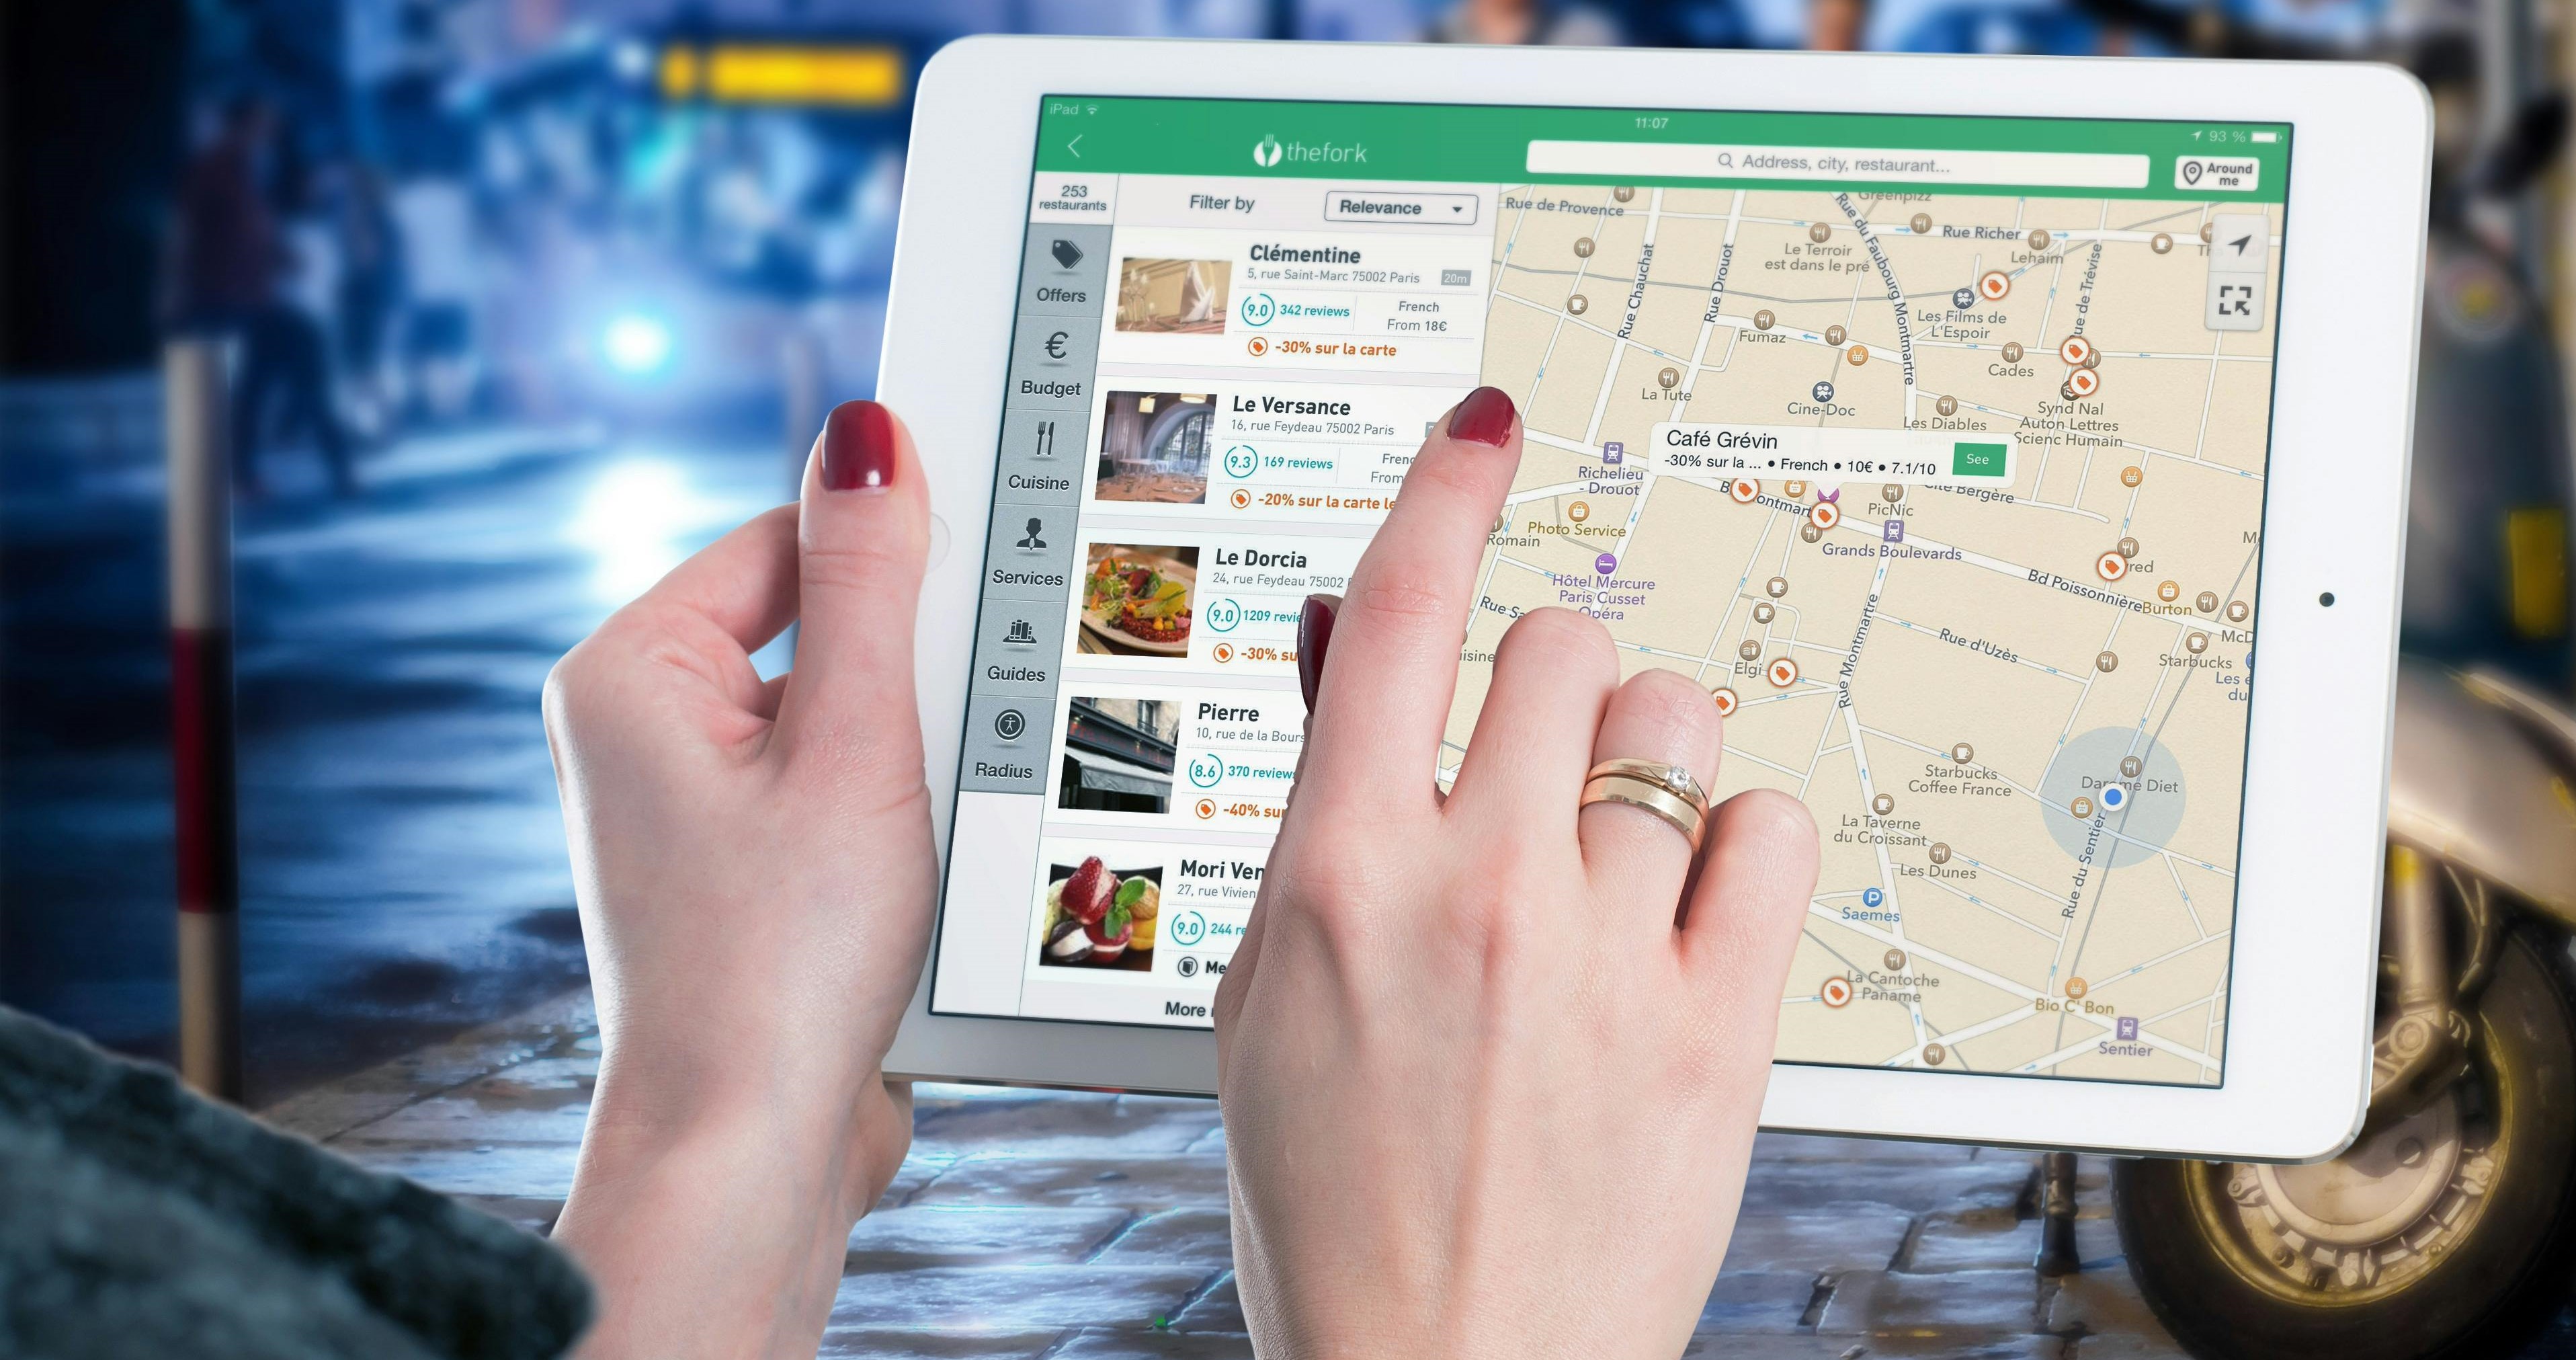 iPad
11:07
93 %
thefork
Address, city, restaurant...
Around
me
253
restaurants
Offers
Budget
Cuisine
Services
Guides
Radius
Filter by
Relevance
Clémentine
5, rue Saint-Marc 75002 Paris
20m
9.0
342 reviews
French
From 18€
-30% sur la carte
Le Versance
16, rue Feydeau 75002 Paris
9.3
169 reviews
Frenc
From
-20% sur la carte le
Le Dorcia
24, rue Feydeau 75002
9.0
1209 revie
-30% su
Pierre
10, rue de la Bours
8.6
370 review
-40% su
Mori Ven
27, rue Vivien
9.0
244 re
Me
More
Greenpizz
Rue de Provence
Rue Chauchat
Rue Drouot
Rue du Faubourg Montmartre
Le Terroir
est dans le pré
Rue Richer
Lehaim
ue de Trévise
Les Films de
L'Espoir
Fumaz
Cades
La Tute
Cine-Doc
Les Diables
Synd Nal
Auton Lettres
Scienc Humain
Café Grévin
-30% sur la ... • French • 10€ • 7.1/10
See
Richelieu
- Drouot
Cité Bergère
B
ontmart
PicNic
Photo Service
Romain
Grands Boulevards
Hôtel Mercure
Paris Cusset
Opéra
red
Bd Poissonnière
Burton
McD
Rue Sa
Rue Montmartre
Rue d'Uzès
Starbucks
Les
du
isine
Elgi
Starbucks
Coffee France
Dar me Diet
La Taverne
du Croissant
Les Dunes
Rue du Sentier
Saemes
La Cantoche
Paname
Bio C' Bon
Sentier